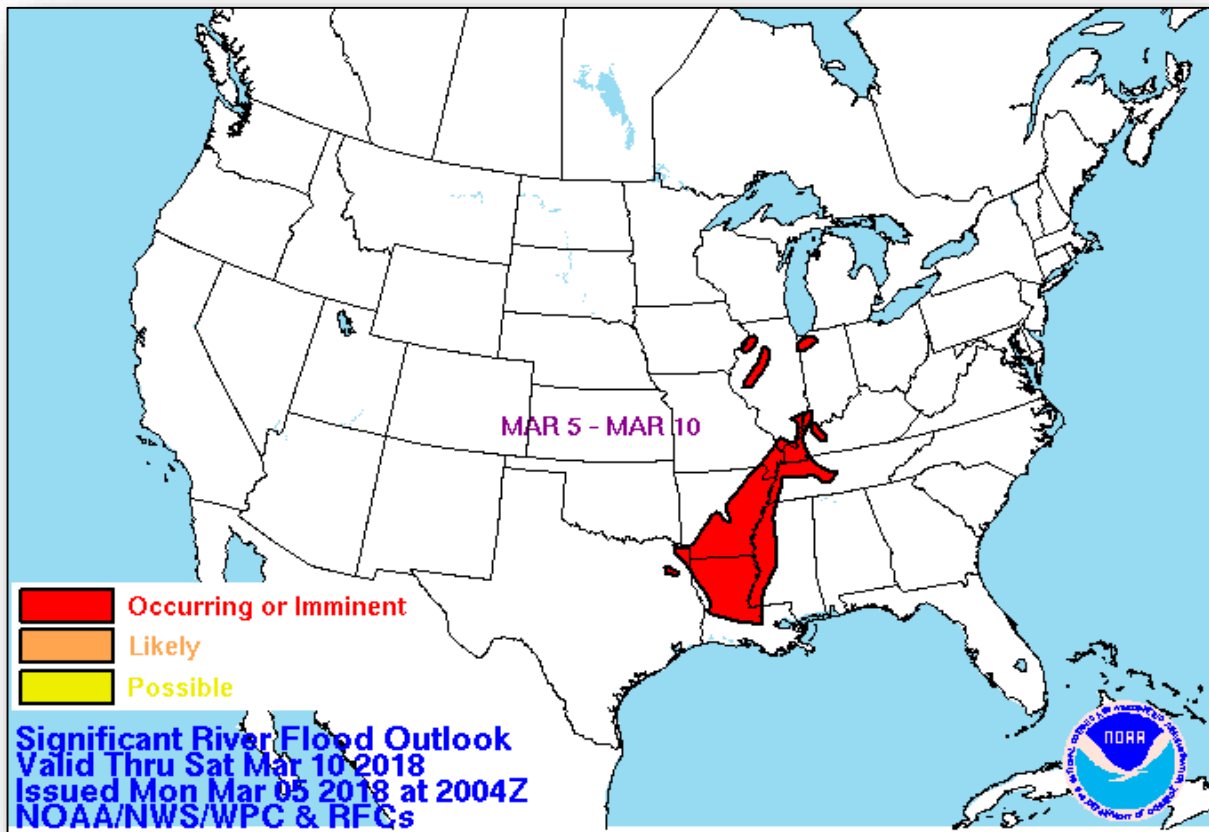 MAR 5 - MAR 10
Occurring or Imminent
Likely
Possible
Significant River Flood Outlook
Valid Thru Sat Mar 10 2018
Issued Mon Mar 05 2018 at 2004Z
NOAA/NWS/WPC & RFCs
NOAA